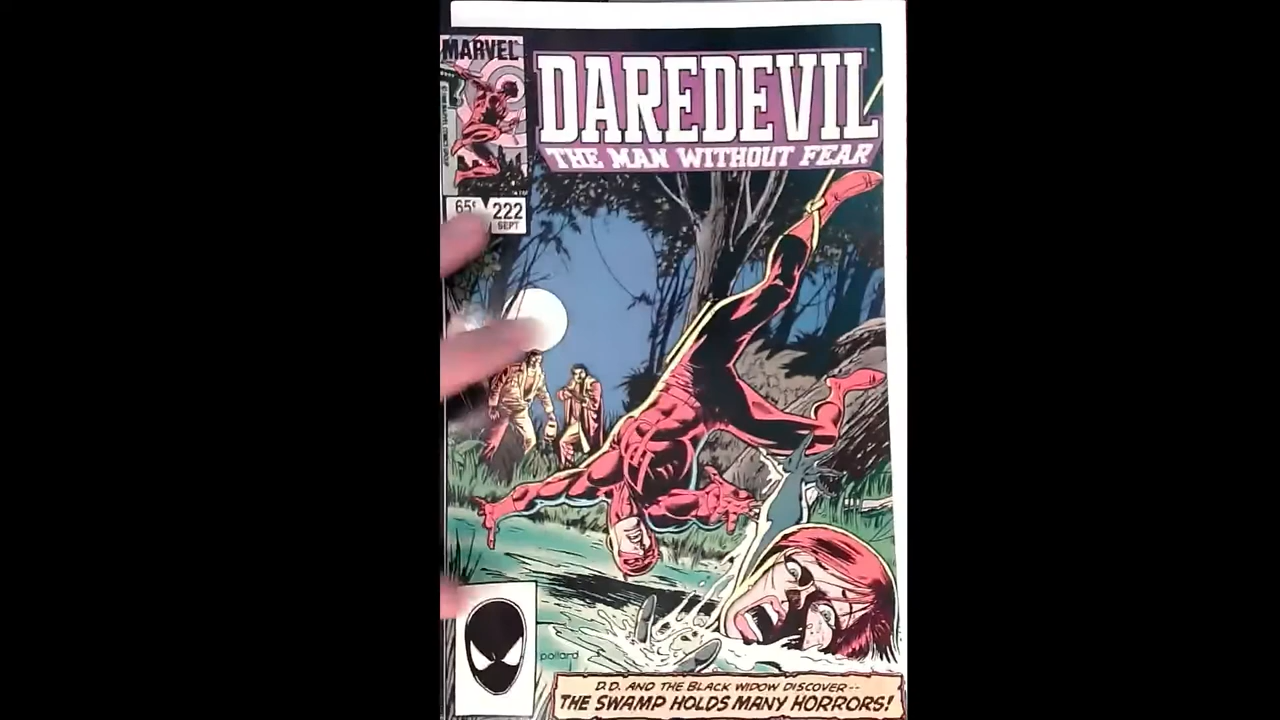 MARVEL
DAREDEVIL
THE MAN WITHOUT FEAR
65¢ 222
SEPT
pollard
D.D. AND THE BLACK WIDOW DISCOVER--
THE SWAMP HOLDS MANY HORRORS!